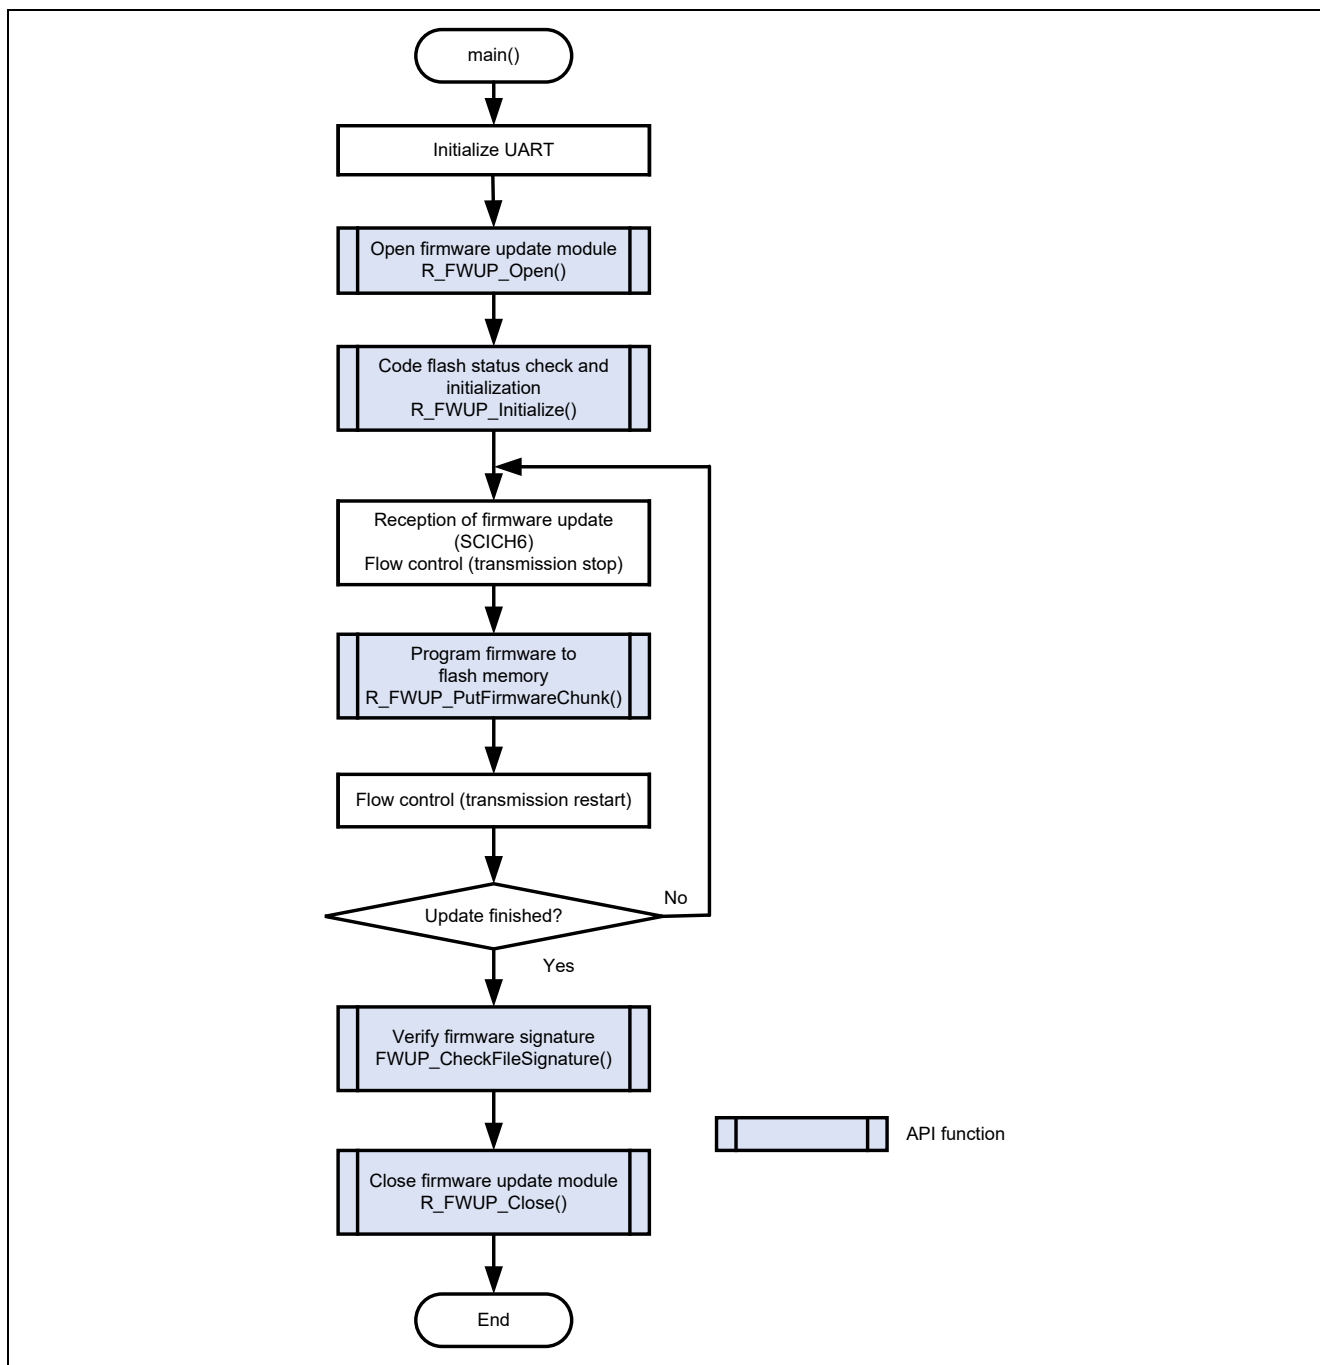 main()
Initialize UART
Open firmware update module
R_FWUP_Open()
Code flash status check and
initialization
R_FWUP_Initialize()
Reception of firmware update
(SCICH6)
Flow control (transmission stop)
Program firmware to
flash memory
R_FWUP_PutFirmwareChunk()
Flow control (transmission restart)
No
Update finished?
Yes
Verify firmware signature
FWUP_CheckFileSignature()
API function
Close firmware update module
R_FWUP_Close()
End